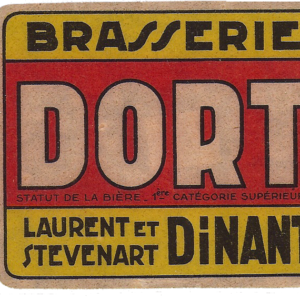 BRASSERIE
DORT
STATUT DE LA BIÈRE. 1ère CATÉGORIE SUPÉRIEU
LAURENT ET
STEVENART DiNANT